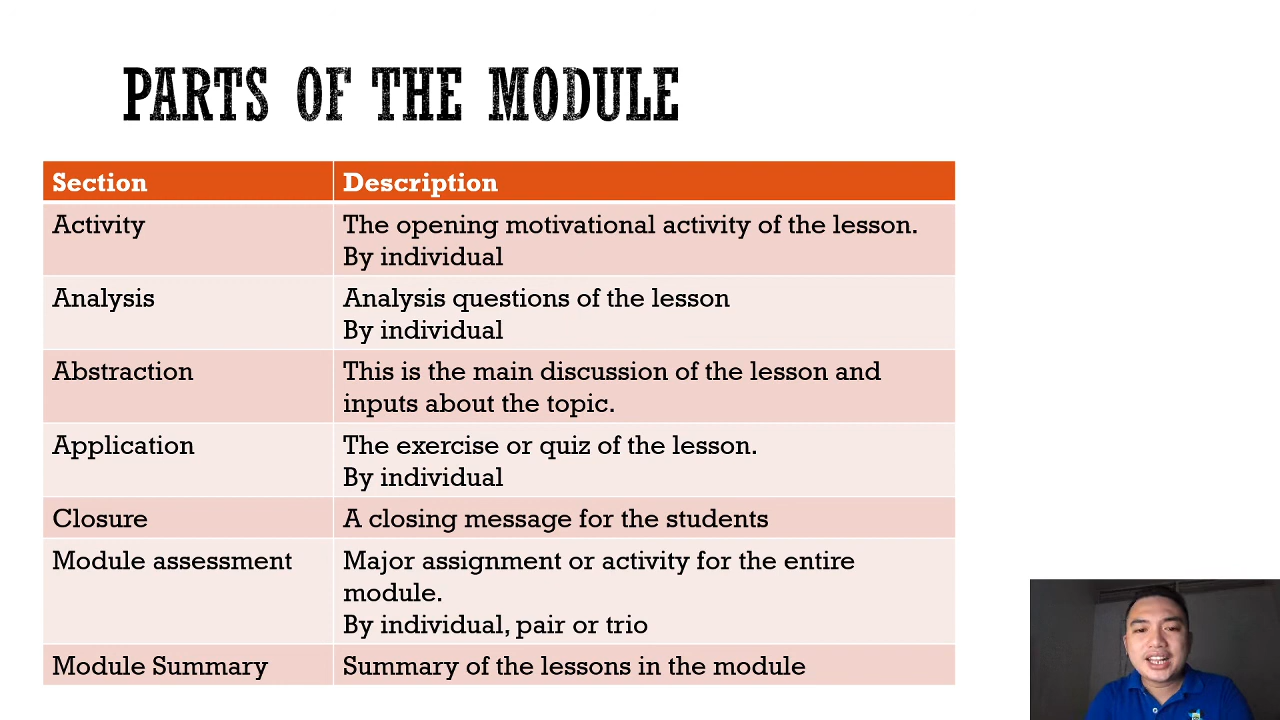 PARTS OF THE MODULE
Section
Description
Activity
The opening motivational activity of the lesson.
By individual
Analysis
Analysis questions of the lesson
By individual
Abstraction
This is the main discussion of the lesson and
inputs about the topic.
Application
The exercise or quiz of the lesson.
By individual
Closure
A closing message for the students
Module assessment
Major assignment or activity for the entire
module.
By individual, pair or trio
Module Summary
Summary of the lessons in the module